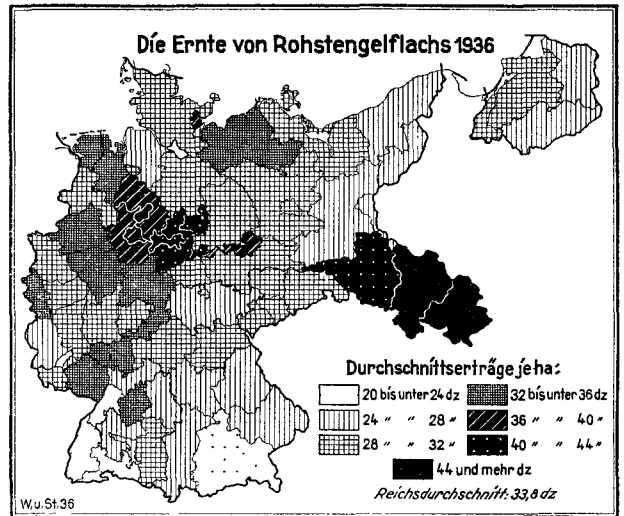 Die Ernte von Rohstengelflachs 1936
Durchschnittserträge je ha:
20 bis unter 24 dz
24 " " 28 "
28 " " 32 "
32 bis unter 36 dz
36 " " 40 "
40 " " 44 "
44 und mehr dz
Reichsdurchschnitt: 33,8 dz
W.u.St.36